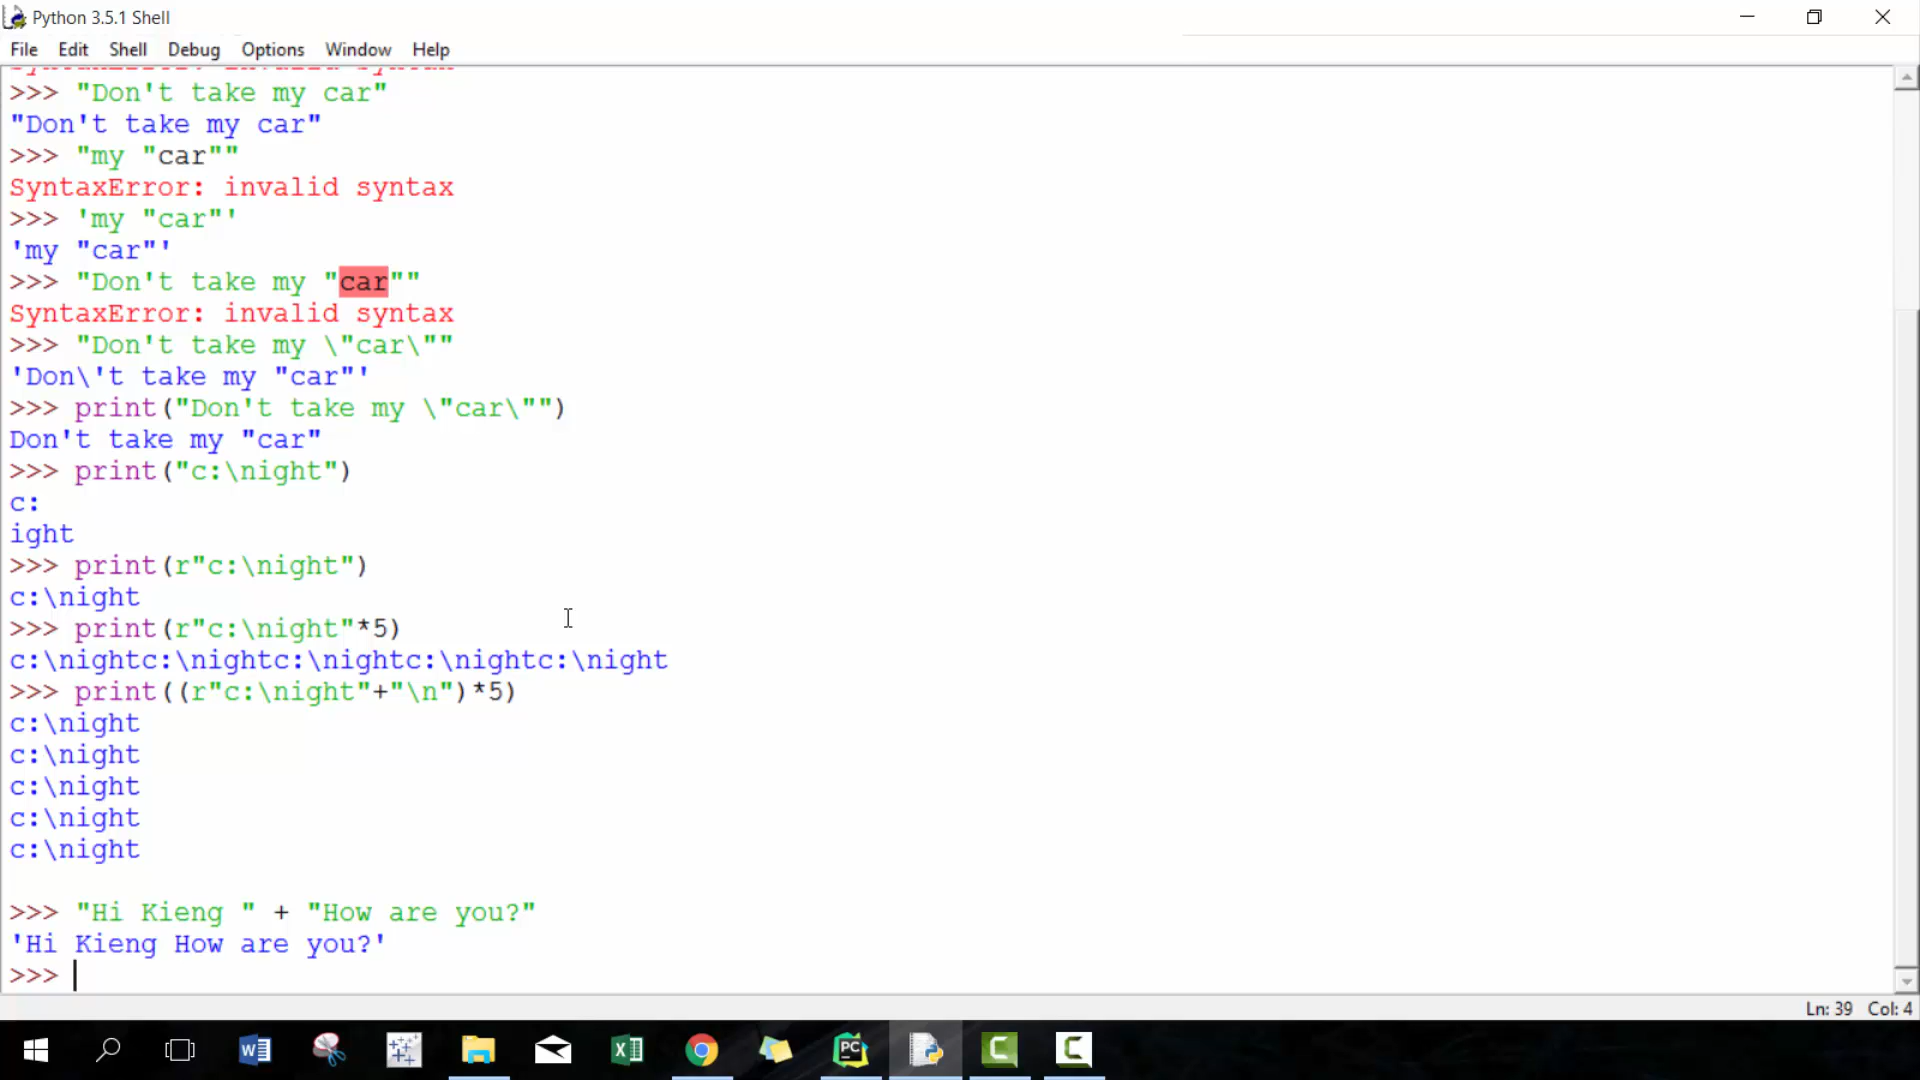 Python 3.5.1 Shell
File Edit Shell Debug Options Window Help
SyntaxError: invalid syntax
>>> "Don't take my car"
"Don't take my car"
>>> "my "car""
SyntaxError: invalid syntax
>>> 'my "car"'
'my "car"'
>>> "Don't take my "car""
SyntaxError: invalid syntax
>>> "Don't take my \"car\""
'Don\'t take my "car"'
>>> print("Don't take my \"car\"")
Don't take my "car"
>>> print("c:\night")
c:
ight
>>> print(r"c:\night")
c:\night
>>> print(r"c:\night"*5)
c:\nightc:\nightc:\nightc:\nightc:\night
>>> print((r"c:\night"+"\n")*5)
c:\night
c:\night
c:\night
c:\night
c:\night
>>> "Hi Kieng " + "How are you?"
'Hi Kieng How are you?'
>>>
Ln: 39 Col: 4